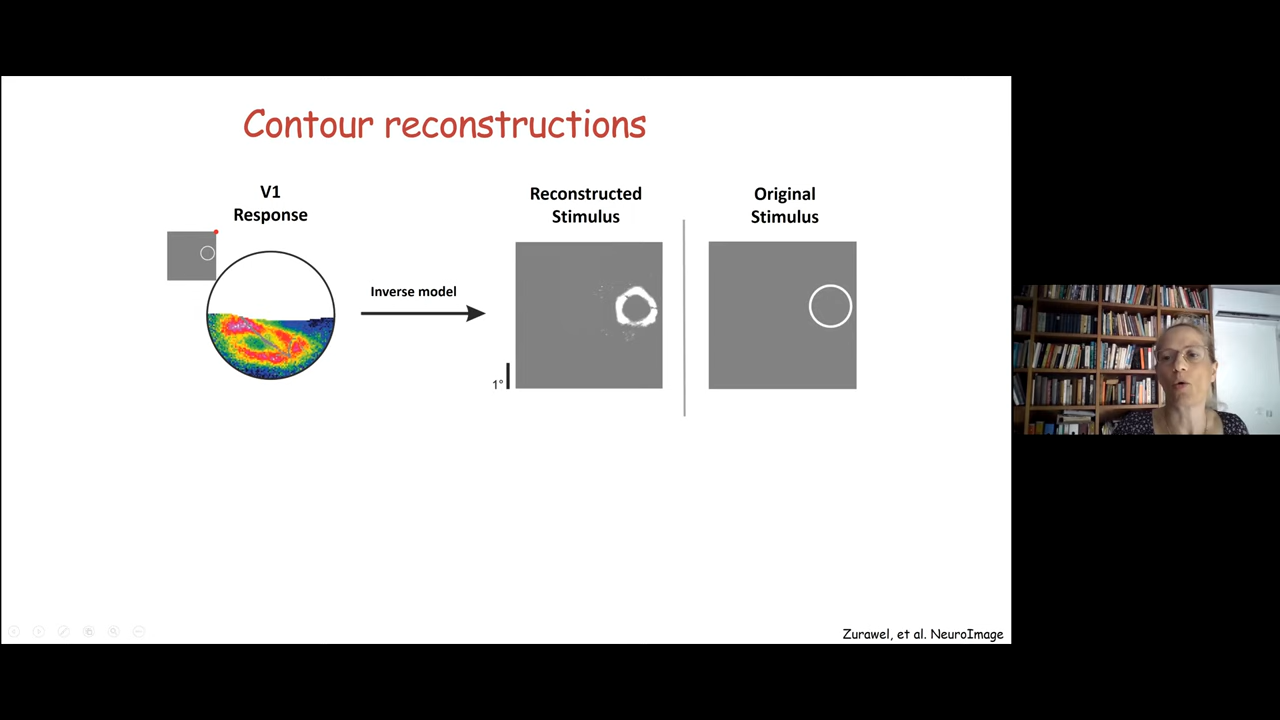 Contour reconstructions
V1
Response
Inverse model
Reconstructed
Stimulus
Original
Stimulus
1°
Zurawel, et al. NeuroImage